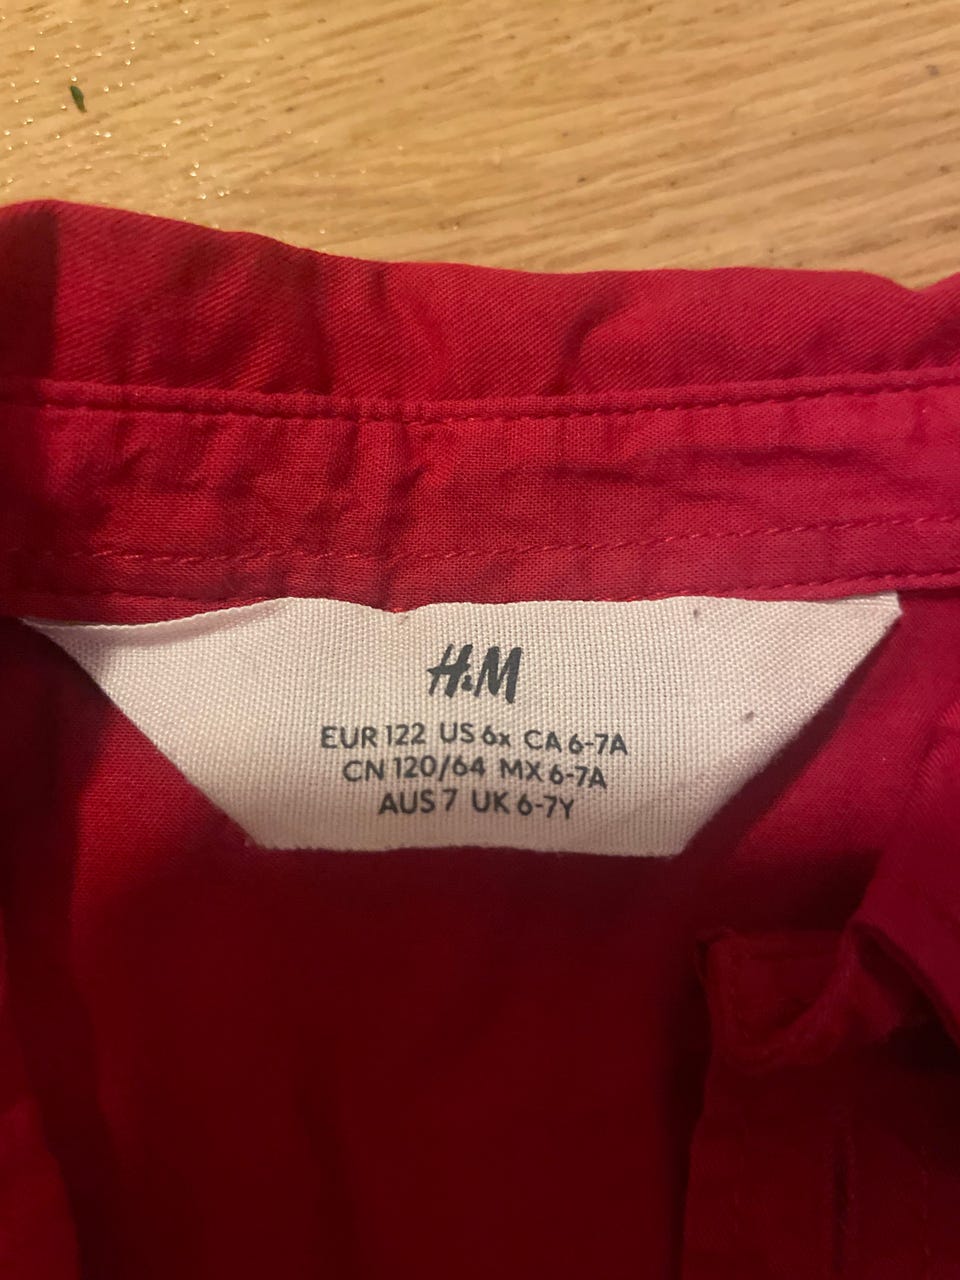 H&M
EUR 122 US 6x CA 6-7A
CN 120/64 MX 6-7A
AUS 7 UK 6-7Y